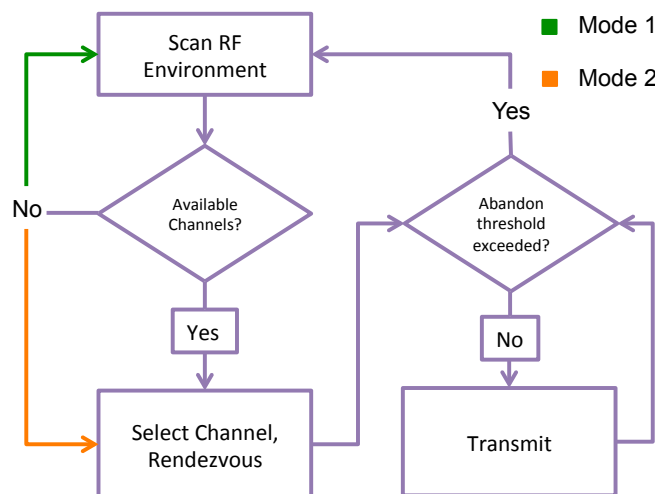 Scan RF
Environment
Mode 1
Mode 2
Yes
No
Available
Channels?
Abandon
threshold
exceeded?
Yes
No
Select Channel,
Rendezvous
Transmit